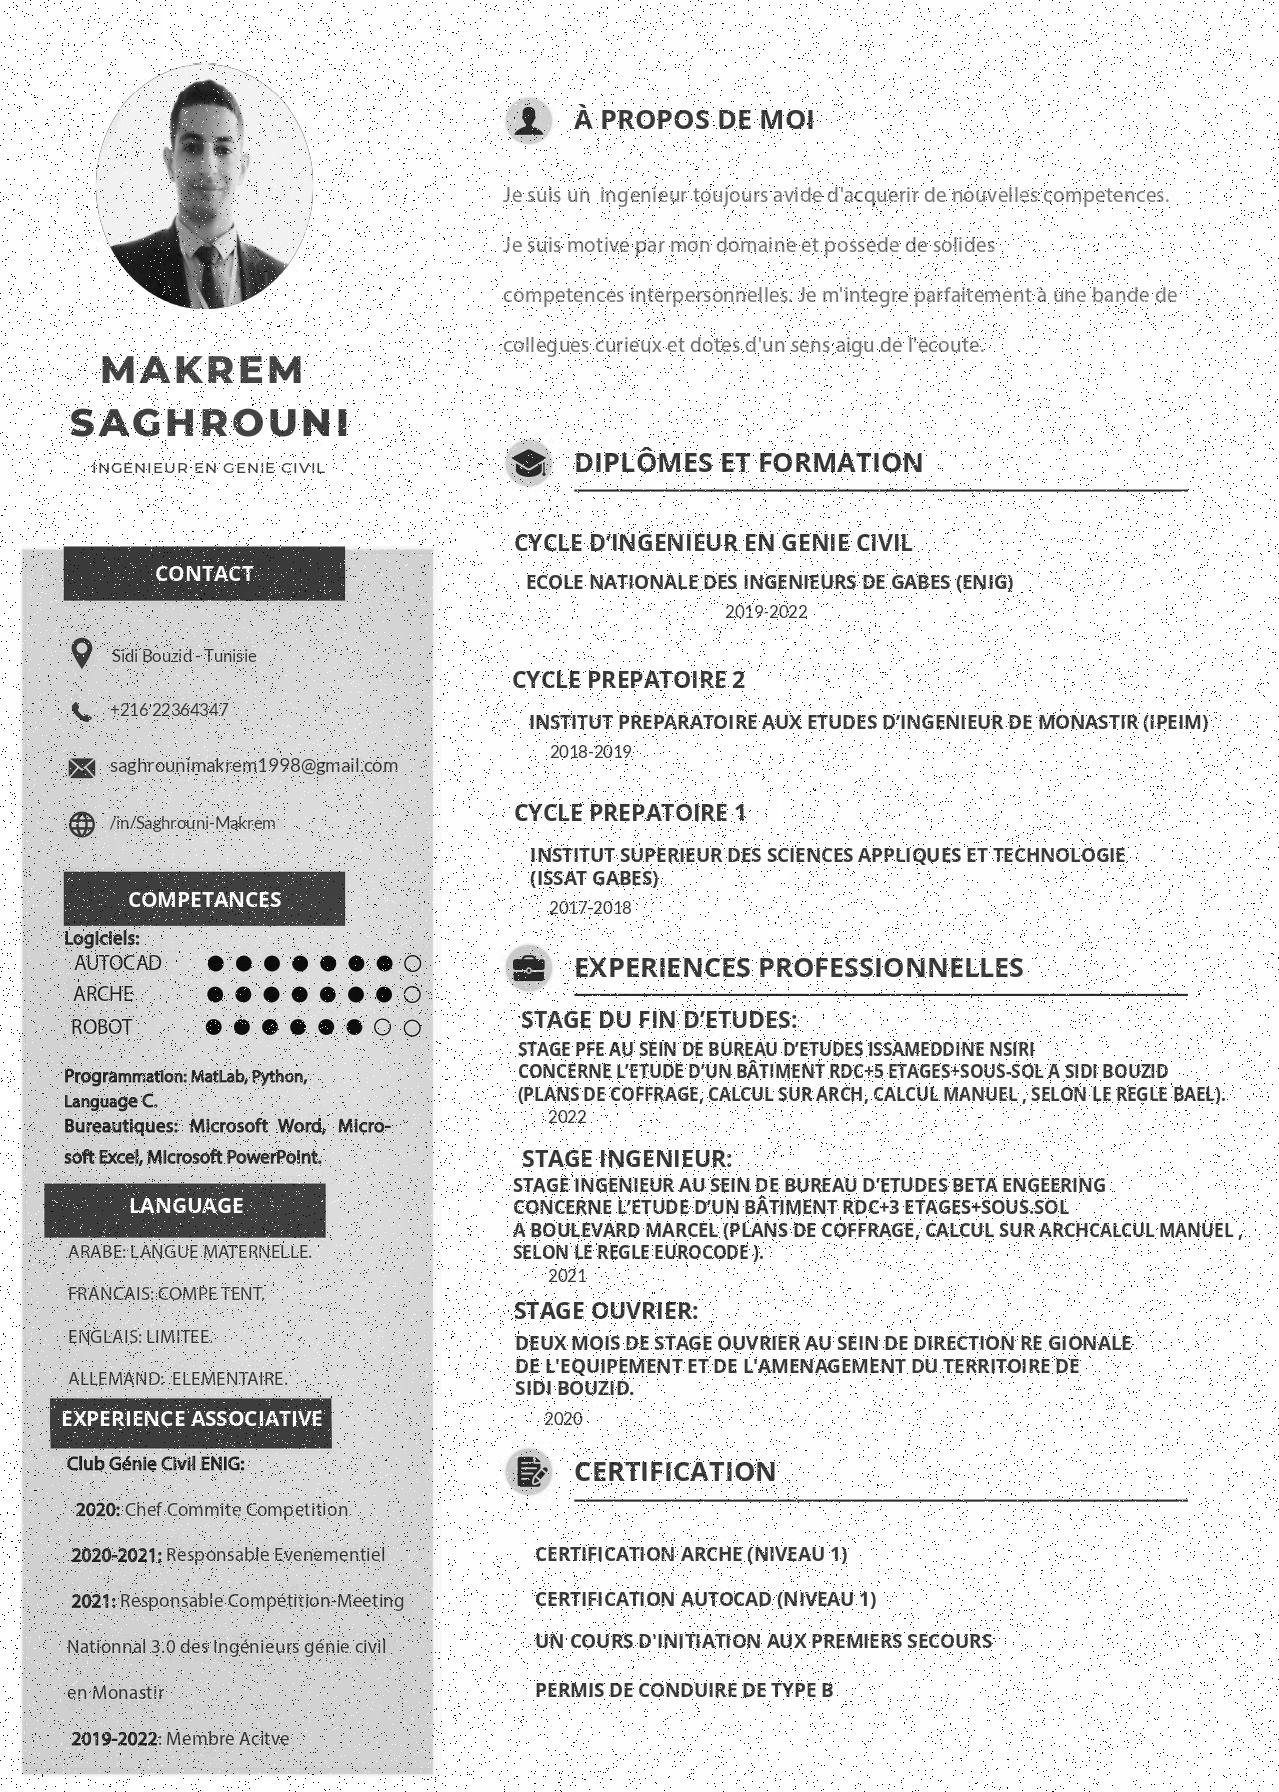 MAKREM
SAGHROUNI
INGENIEUR EN GENIE CIVIL
CONTACT
Sidi Bouzid - Tunisie
+216 22364347
saghrounimakrem1998@gmail.com
/in/Saghrouni-Makrem
COMPETANCES
Logiciels:
AUTOCAD
ARCHE
ROBOT
Programmation: MatLab, Python,
Language C.
Bureautiques: Microsoft Word, Micro-
soft Excel, Microsoft PowerPoint.
LANGUAGE
ARABE: LANGUE MATERNELLE.
FRANCAIS: COMPE TENT.
ENGLAIS: LIMITEE.
ALLEMAND: ELEMENTAIRE.
EXPERIENCE ASSOCIATIVE
Club Génie Civil ENIG:
2020: Chef Commite Competition
2020-2021: Responsable Evenementiel
2021: Responsable Compétition-Meeting
Nationnal 3.0 des Ingénieurs génie civil
en Monastir
2019-2022: Membre Acitve
À PROPOS DE MOI
Je suis un ingenieur toujours avide d'acquerir de nouvelles competences.
Je suis motive par mon domaine et possede de solides
competences interpersonnelles. Je m'integre parfaitement à une bande de
collegues curieux et dotes d'un sens aigu de l'ecoute.
DIPLÔMES ET FORMATION
CYCLE D'INGENIEUR EN GENIE CIVIL
ECOLE NATIONALE DES INGENIEURS DE GABES (ENIG)
2019-2022
CYCLE PREPATOIRE 2
INSTITUT PREPARATOIRE AUX ETUDES D'INGENIEUR DE MONASTIR (IPEIM)
2018-2019
CYCLE PREPATOIRE 1
INSTITUT SUPERIEUR DES SCIENCES APPLIQUES ET TECHNOLOGIE
(ISSAT GABES)
2017-2018
EXPERIENCES PROFESSIONNELLES
STAGE DU FIN D'ETUDES:
STAGE PFE AU SEIN DE BUREAU D'ETUDES ISSAMEDDINE NSIRI
CONCERNE L'ETUDE D'UN BÂTIMENT RDC+5 ETAGES+SOUS-SOL A SIDI BOUZID
(PLANS DE COFFRAGE, CALCUL SUR ARCH, CALCUL MANUEL , SELON LE REGLE BAEL).
2022
STAGE INGENIEUR:
STAGE INGENIEUR AU SEIN DE BUREAU D'ETUDES BETA ENGEERING
CONCERNE L'ETUDE D'UN BÂTIMENT RDC+3 ETAGES+SOUS.SOL
A BOULEVARD MARCEL (PLANS DE COFFRAGE, CALCUL SUR ARCHCALCUL MANUEL ,
SELON LE REGLE EUROCODE ).
2021
STAGE OUVRIER:
DEUX MOIS DE STAGE OUVRIER AU SEIN DE DIRECTION RE GIONALE
DE L'EQUIPEMENT ET DE L'AMENAGEMENT DU TERRITOIRE DE
SIDI BOUZID.
2020
CERTIFICATION
CERTIFICATION ARCHE (NIVEAU 1)
CERTIFICATION AUTOCAD (NIVEAU 1)
UN COURS D'INITIATION AUX PREMIERS SECOURS
PERMIS DE CONDUIRE DE TYPE B